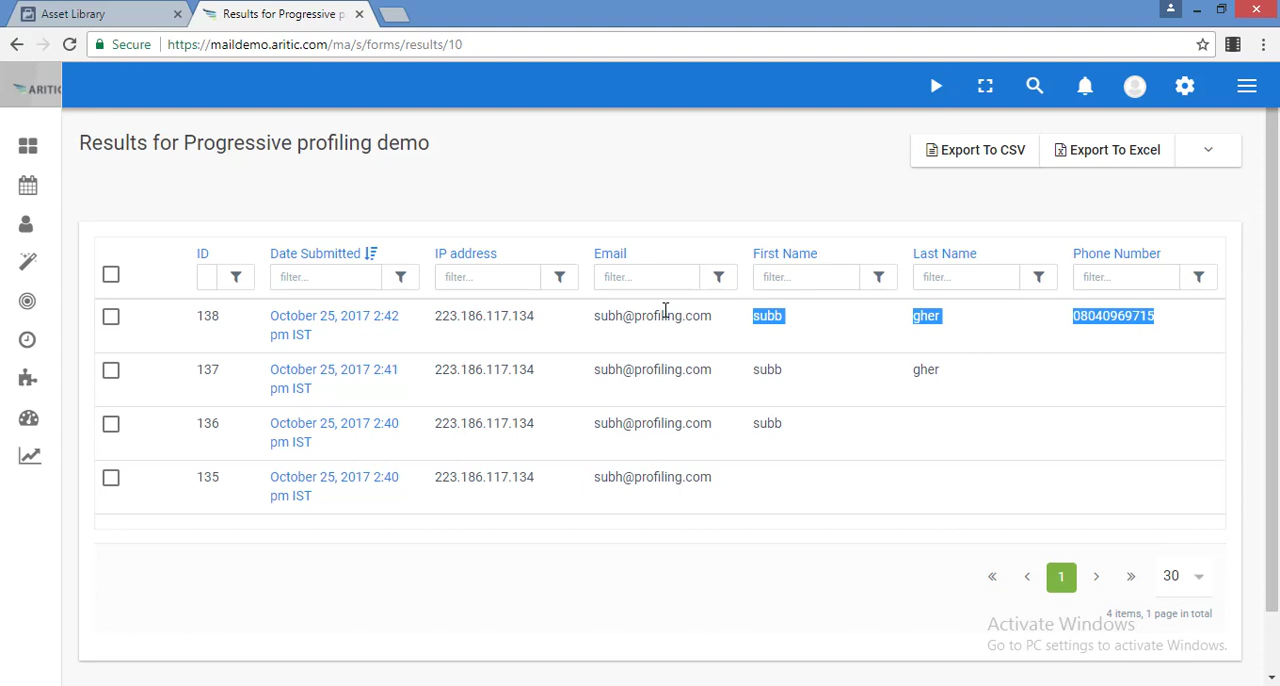 Asset Library
Results for Progressive p
Secure
https://maildemo.aritic.com/ma/s/forms/results/10
ARITIC
Results for Progressive profiling demo
Export To CSV
Export To Excel
ID
Date Submitted
IP address
Email
First Name
Last Name
Phone Number
filter...
filter...
filter...
filter...
filter...
filter...
138
October 25, 2017 2:42
pm IST
223.186.117.134
subh@profiling.com
subb
gher
08040969715
137
October 25, 2017 2:41
pm IST
223.186.117.134
subh@profiling.com
subb
gher
136
October 25, 2017 2:40
pm IST
223.186.117.134
subh@profiling.com
subb
135
October 25, 2017 2:40
pm IST
223.186.117.134
subh@profiling.com
« ‹ 1 › » 30
4 items, 1 page in total
Activate Windows
Go to PC settings to activate Windows.